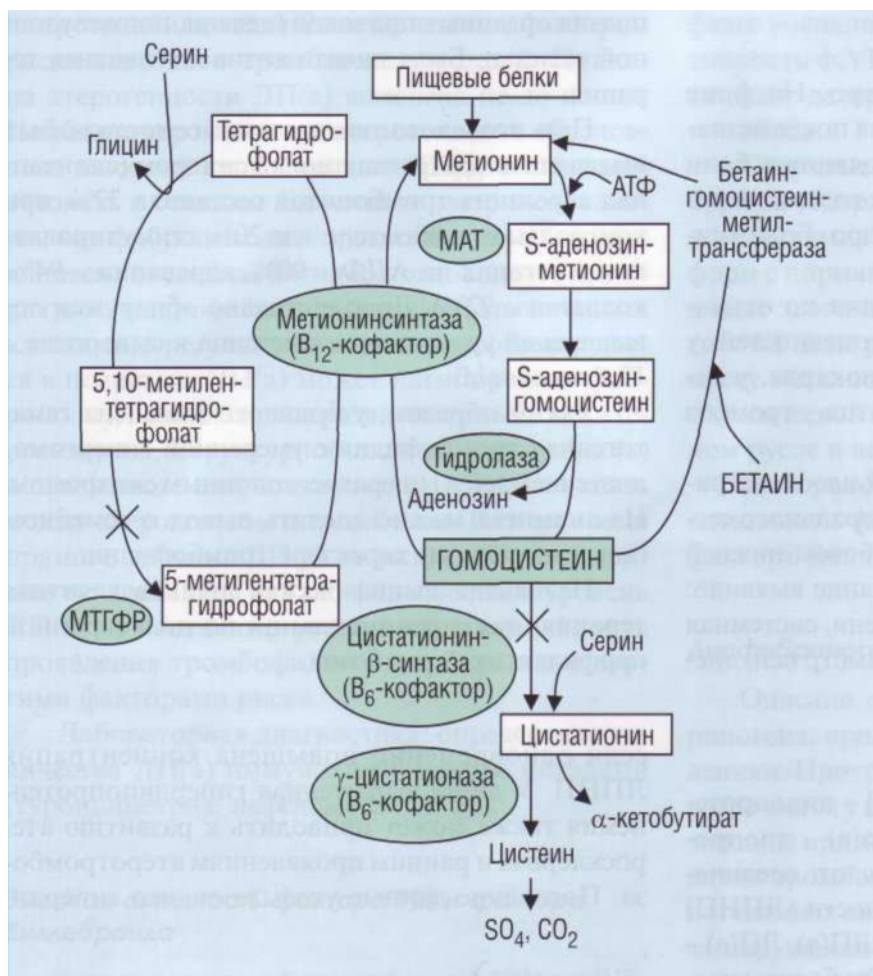 Серин
Пищевые белки
Тетрагидро-
фолат
Глицин
Метионин
АТФ
Бетаин-
гомоцистеин-
метил-
трансфераза
МАТ
S-аденозин-
метионин
Метионинсинтаза
(B12-кофактор)
5,10-метилен-
тетрагидро-
фолат
S-аденозин-
гомоцистеин
Гидролаза
Аденозин
БЕТАИН
ГОМОЦИСТЕИН
5-метилентетра-
гидрофолат
МТГФР
Цистатионин-
β-синтаза
(B6-кофактор)
Серин
Цистатионин
γ-цистатионаза
(B6-кофактор)
α-кетобутират
Цистеин
SO4, CO2